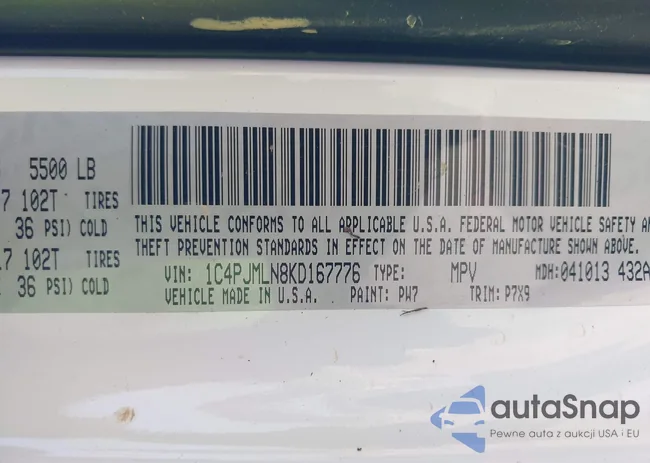 5500 LB
7 102T TIRES
36 PSI) COLD
17 102T TIRES
36 PSI) COLD
THIS VEHICLE CONFORMS TO ALL APPLICABLE U.S.A. FEDERAL MOTOR VEHICLE SAFETY
THEFT PREVENTION STANDARDS IN EFFECT ON THE DATE OF MANUFACTURE SHOWN ABOVE.
VIN: 1C4PJMLN8KD167776 TYPE: MPV MDH:041013 432A
VEHICLE MADE IN U.S.A. PAINT: PW7 TRIM: P7X9
autaSnap
Pewne auta z aukcji USA i EU